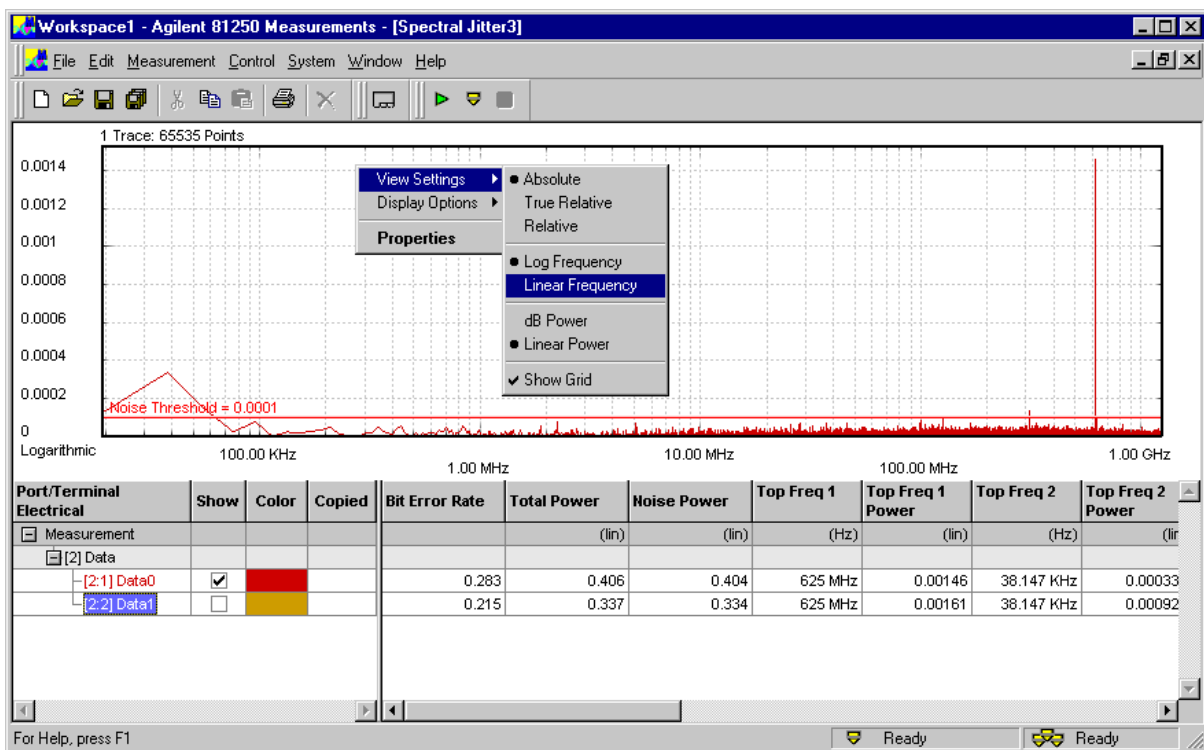 Workspace1 - Agilent 81250 Measurements - [Spectral Jitter3]
File Edit Measurement Control System Window Help
1 Trace: 65535 Points
0.0014
0.0012
0.001
0.0008
0.0006
0.0004
0.0002
0
Noise Threshold = 0.0001
View Settings
Display Options
Properties
Absolute
True Relative
Relative
Log Frequency
Linear Frequency
dB Power
Linear Power
Show Grid
Logarithmic 100.00 KHz 1.00 MHz 10.00 MHz 100.00 MHz 1.00 GHz
Port/Terminal Electrical Show Color Copied Bit Error Rate Total Power Noise Power Top Freq 1 Top Freq 1 Power Top Freq 2 Top Freq 2 Power
Measurement (lin) (lin) (Hz) (lin) (Hz) (lin
[2] Data
[2:1] Data0 0.283 0.406 0.404 625 MHz 0.00146 38.147 KHz 0.00033
[2:2] Data1 0.215 0.337 0.334 625 MHz 0.00161 38.147 KHz 0.00092
For Help, press F1 Ready Ready